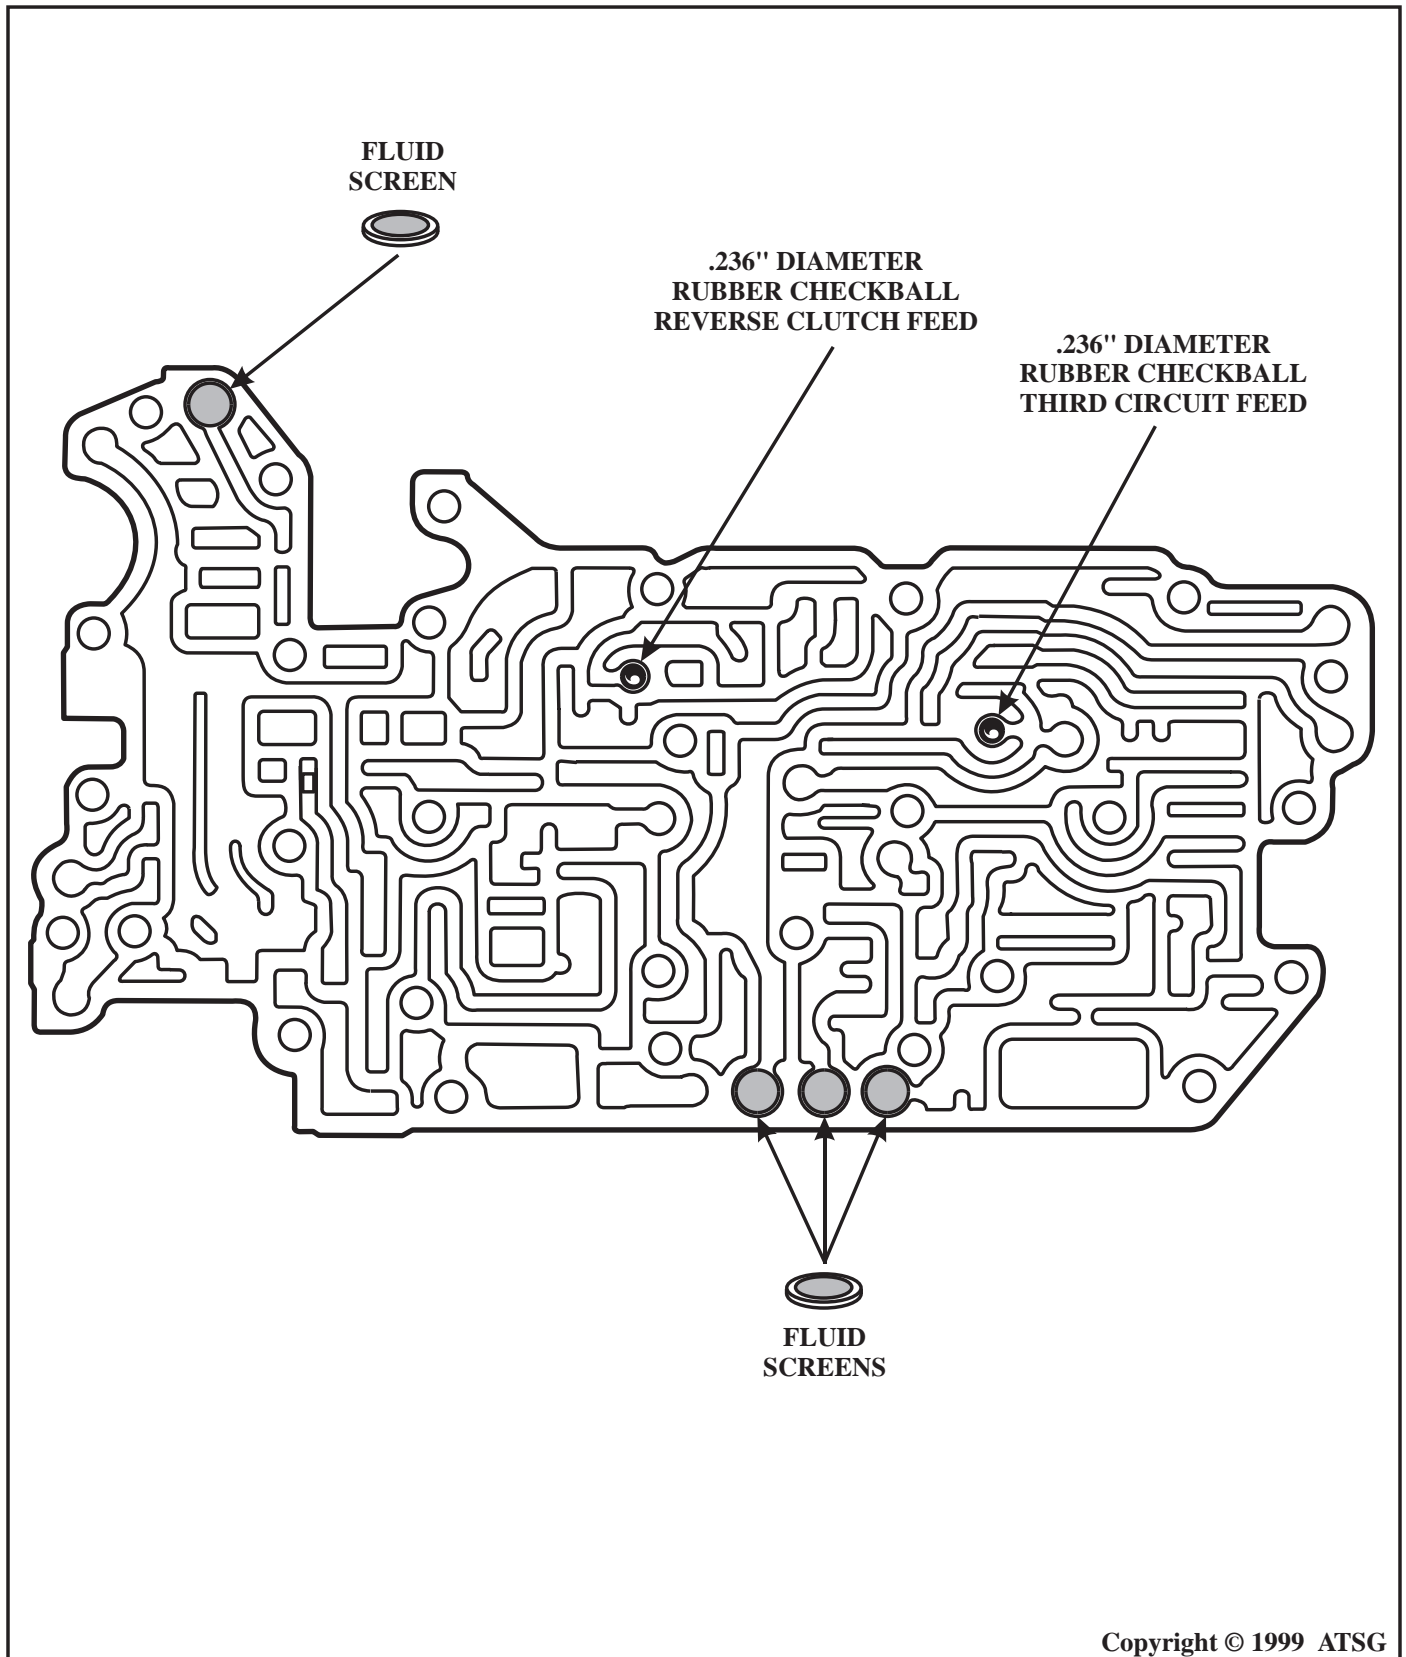 FLUID
SCREEN
.236" DIAMETER
RUBBER CHECKBALL
REVERSE CLUTCH FEED
.236" DIAMETER
RUBBER CHECKBALL
THIRD CIRCUIT FEED
FLUID
SCREENS
Copyright © 1999 ATSG